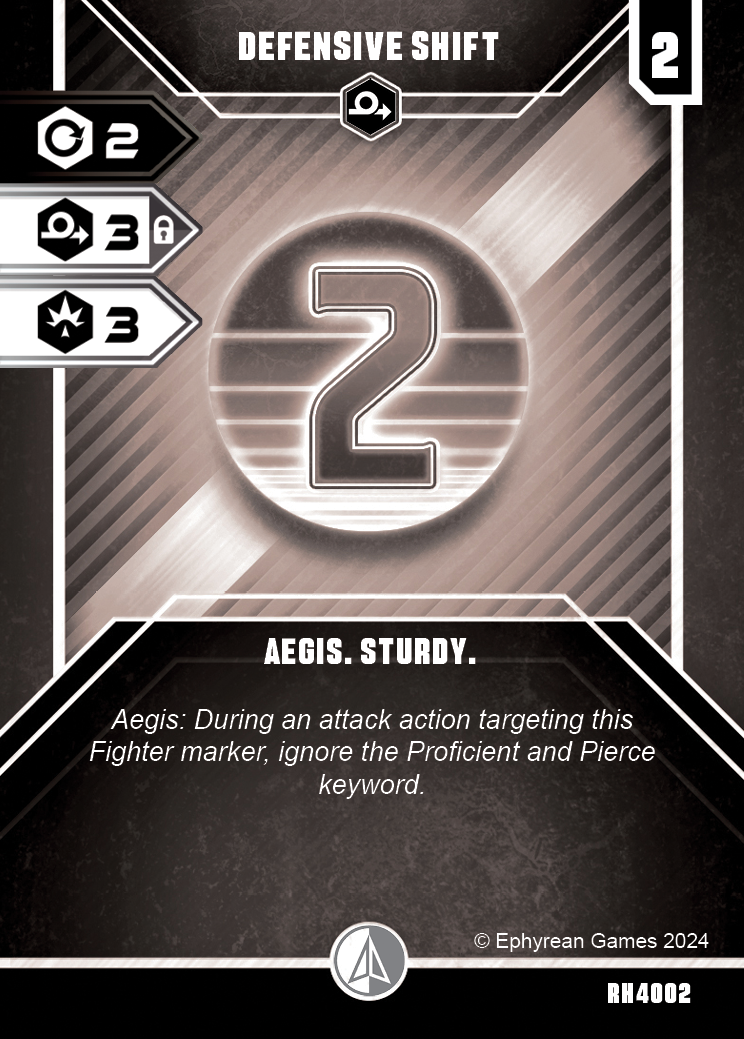 DEFENSIVE SHIFT
2
2
3
3
2
AEGIS. STURDY.
Aegis: During an attack action targeting this
Fighter marker, ignore the Proficient and Pierce
keyword.
© Ephyrean Games 2024
RH4002